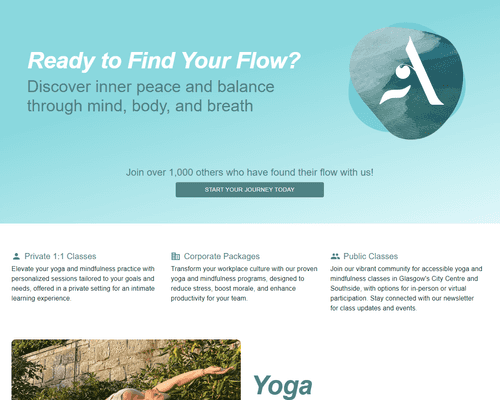 Ready to Find Your Flow?
Discover inner peace and balance
through mind, body, and breath
A
Join over 1,000 others who have found their flow with us!
START YOUR JOURNEY TODAY
Private 1:1 Classes
Elevate your yoga and mindfulness practice with
personalized sessions tailored to your goals and
needs, offered in a private setting for an intimate
learning experience.
Corporate Packages
Transform your workplace culture with our proven
yoga and mindfulness programs, designed to
reduce stress, boost morale, and enhance
productivity for your team.
Public Classes
Join our vibrant community for accessible yoga and
mindfulness classes in Glasgow's City Centre and
Southside, with options for in-person or virtual
participation. Stay connected with our newsletter
for class updates and events.
Yoga